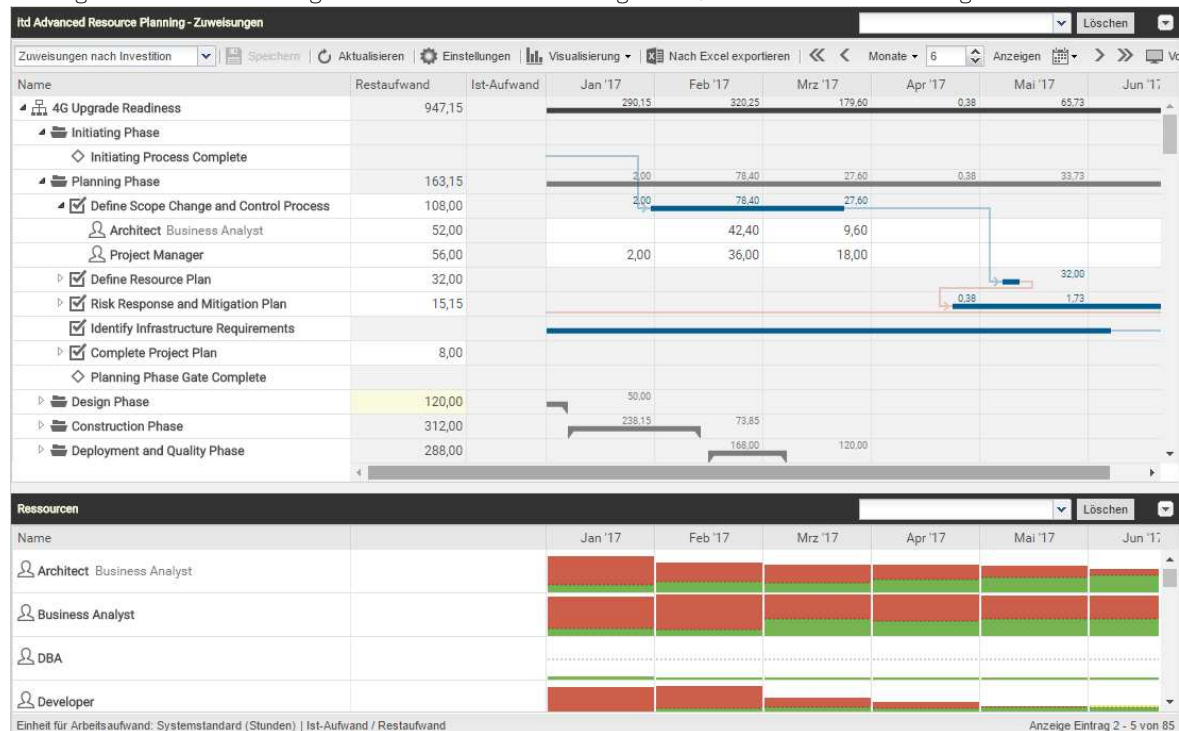 itd Advanced Resource Planning - Zuweisungen Löschen
Zuweisungen nach Investition Speichern Aktualisieren Einstellungen Visualisierung Nach Excel exportieren Monate 6 Anzeigen
Name Restaufwand Ist-Aufwand Jan '17 Feb '17 Mrz '17 Apr '17 Mai '17 Jun '17
4G Upgrade Readiness 947,15 290,15 320,25 179,60 0,38 65,73
Initiating Phase
Initiating Process Complete
Planning Phase 163,15 2,00 78,40 27,60 0,38 33,73
Define Scope Change and Control Process 108,00 2,00 78,40 27,60
Architect Business Analyst 52,00 42,40 9,60
Project Manager 56,00 2,00 36,00 18,00
Define Resource Plan 32,00 32,00
Risk Response and Mitigation Plan 15,15 0,38 1,73
Identify Infrastructure Requirements
Complete Project Plan 8,00
Planning Phase Gate Complete
Design Phase 120,00 50,00
Construction Phase 312,00 238,15 73,85
Deployment and Quality Phase 288,00 168,00 120,00
Ressourcen Löschen
Name Jan '17 Feb '17 Mrz '17 Apr '17 Mai '17 Jun '17
Architect Business Analyst
Business Analyst
DBA
Developer
Einheit für Arbeitsaufwand: Systemstandard (Stunden) | Ist-Aufwand / Restaufwand Anzeige Eintrag 2 - 5 von 85